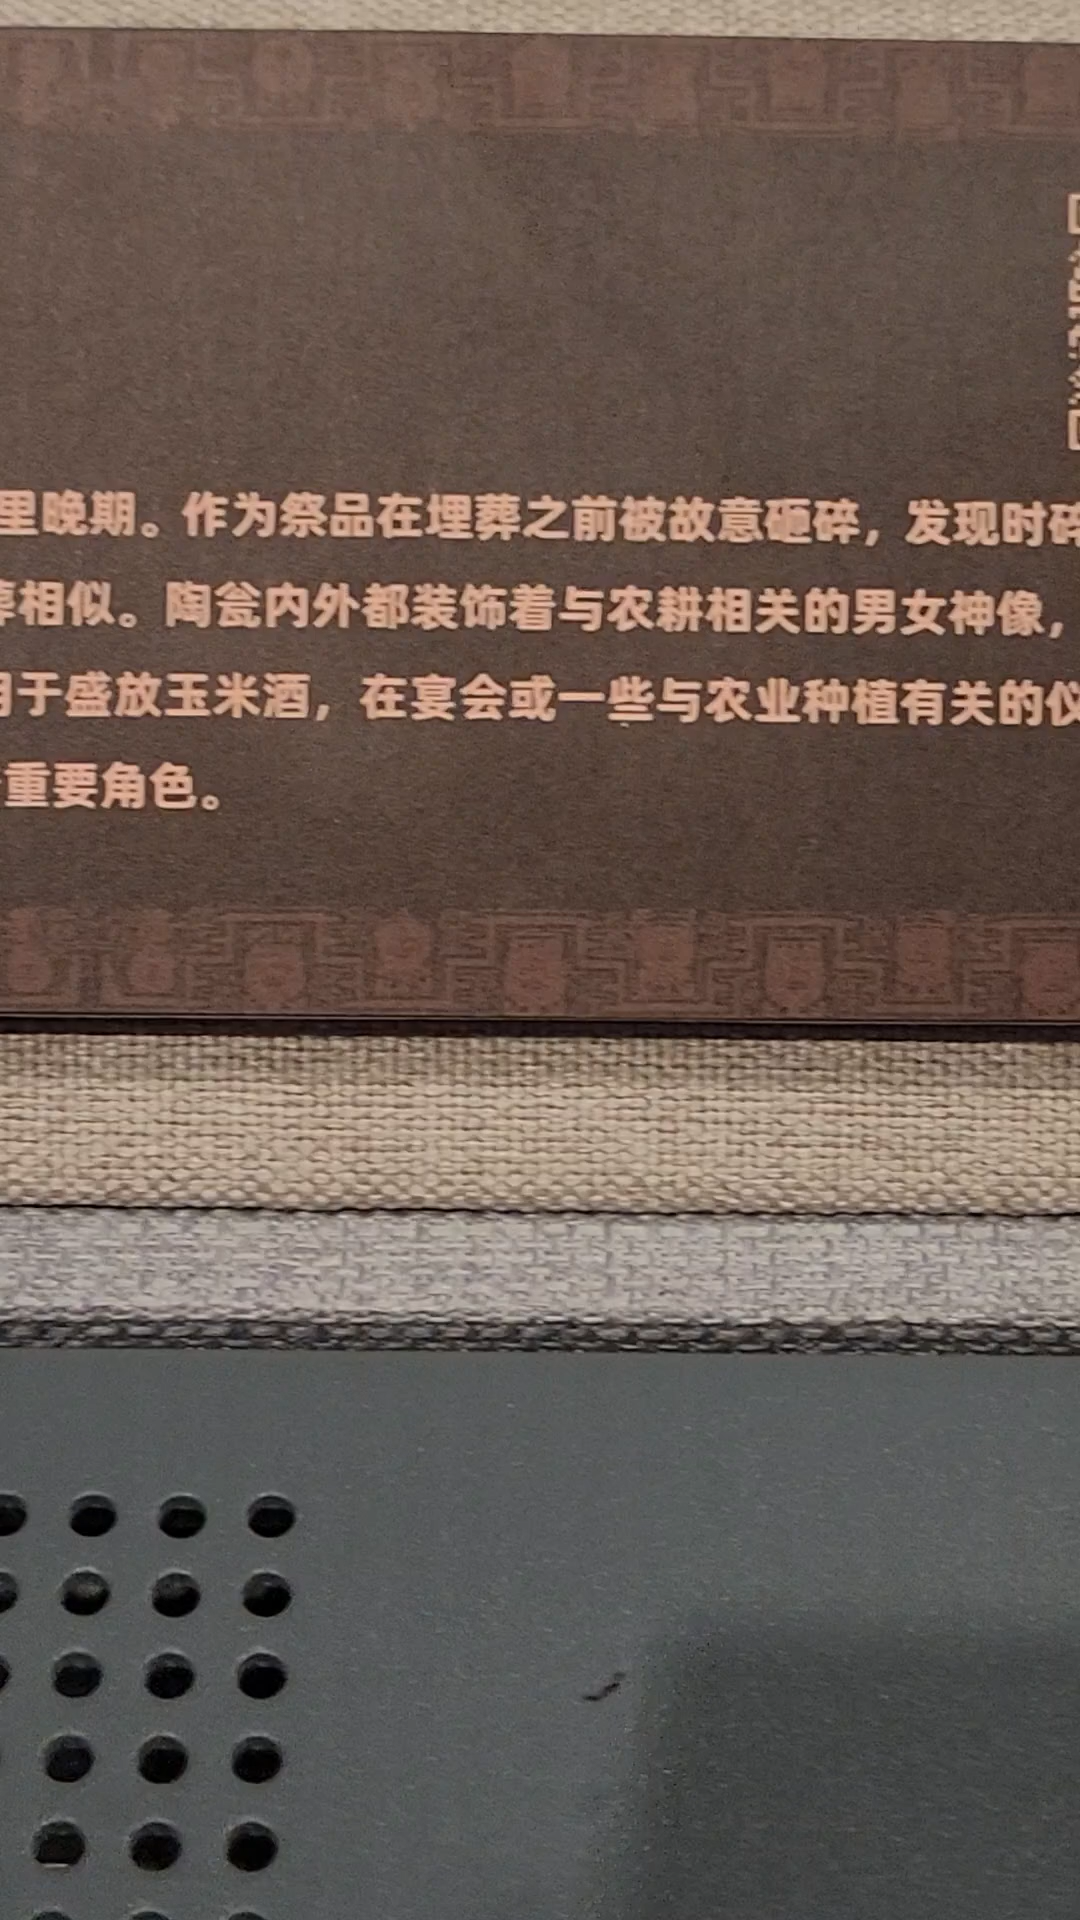 里晚期。作为祭品在埋葬之前被故意砸碎，发现时碎
葬相似。陶瓮内外都装饰着与农耕相关的男女神像，
用于盛放玉米酒，在宴会或一些与农业种植有关的仪
重要角色。